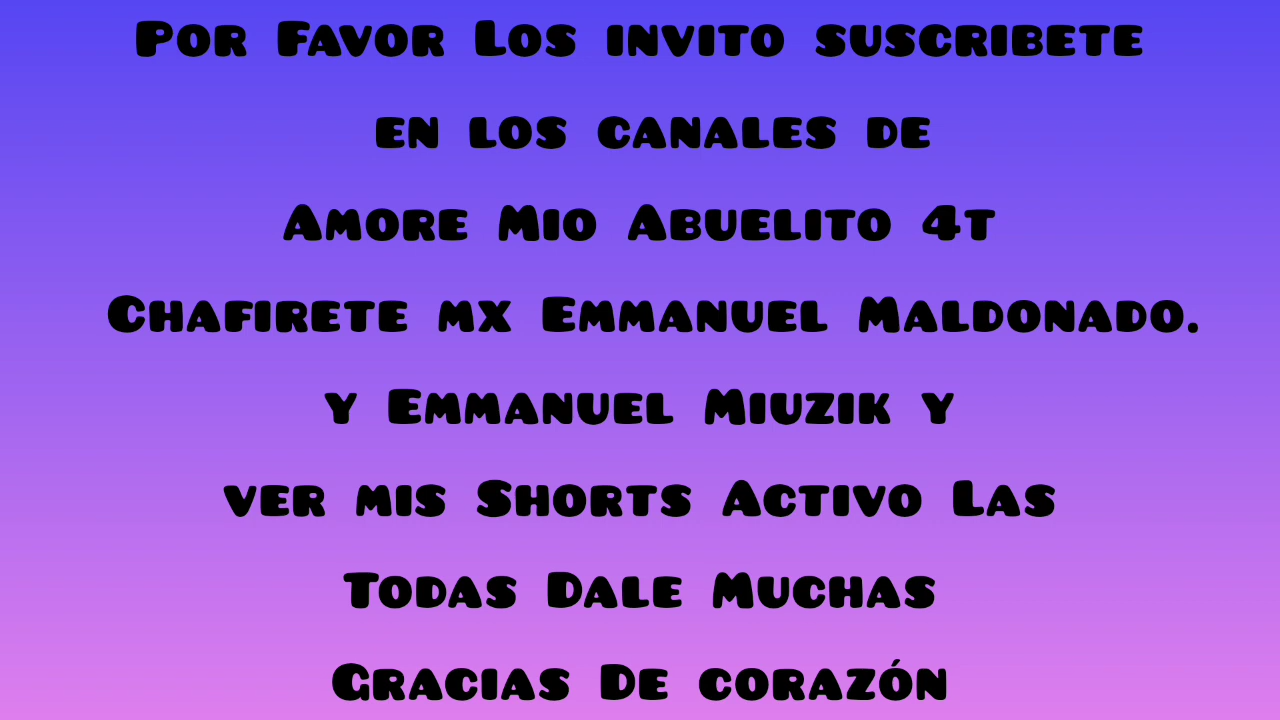 Por Favor Los invito suscribete
en los canales de
Amore Mio Abuelito 4t
Chafirete mx Emmanuel Maldonado.
y Emmanuel Miuzik y
ver mis Shorts Activo Las
Todas Dale Muchas
Gracias De corazón